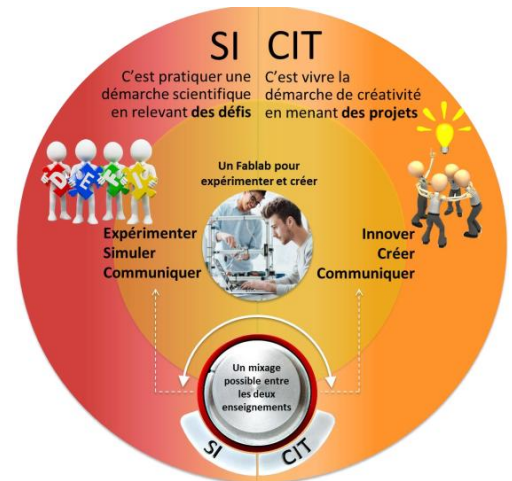 SI CIT
C'est pratiquer une
démarche scientifique
en relevant des défis
C'est vivre la
démarche de créativité
en menant des projets
DEFI
Un Fablab pour
expérimenter et créer
Expérimenter
Simuler
Communiquer
Innover
Créer
Communiquer
Un mixage
possible entre
les deux
enseignements
SI
CIT